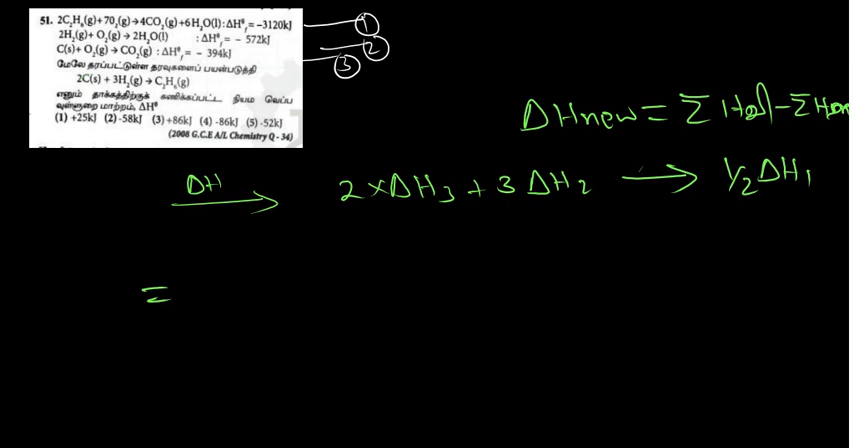 51. 2C₂H₆(g)+7O₂(g)→4CO₂(g)+6H₂O(l):ΔH°f=-3120kJ
2H₂(g)+O₂(g)→2H₂O(l) :ΔH°f= - 572kJ
C(s)+O₂(g)→CO₂(g) :ΔH°f= - 394kJ
மேலே தரப்பட்டுள்ள தரவுகளைப் பயன்படுத்தி
2C(s) + 3H₂(g)→C₂H₆(g)
எனும் தாக்கத்திற்குக் கணிக்கப்பட்ட நியம வெப்ப
வுள்ளுறை மாற்றம், ΔH°
(1) +25kJ (2) -58kJ (3)+86kJ (4) -86kJ (5) -52kJ
(2008 G.C.E A/L Chemistry Q - 34)
1
2
3
ΔHnew = Σ -Σ
ΔH → 2×ΔH₃ + 3ΔH₂ → ½ΔH₁
=